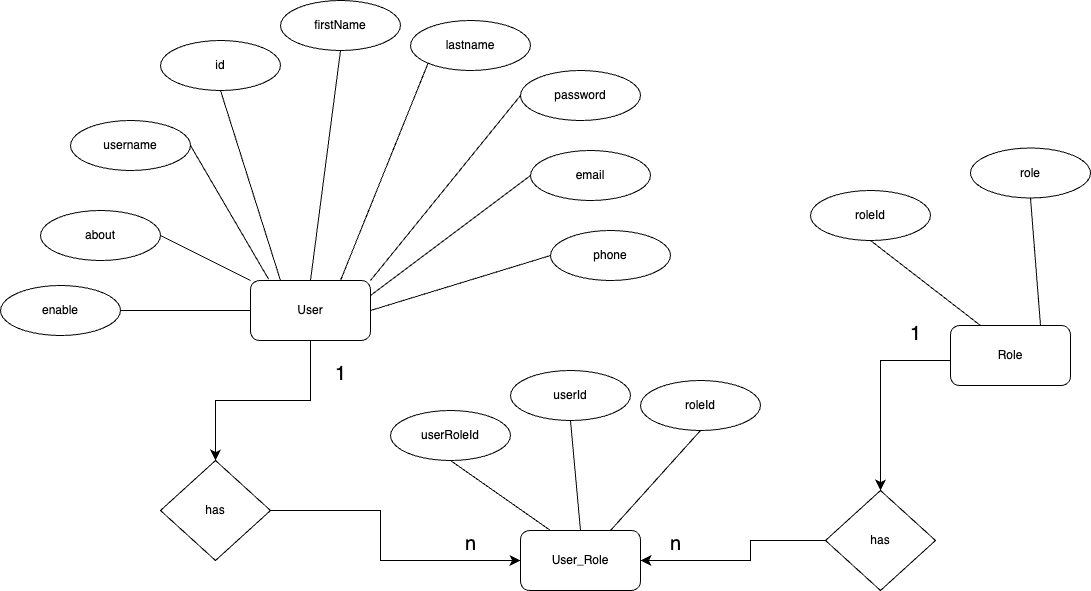 firstName
lastname
id
password
username
email
role
roleId
about
phone
enable
User
1
Role
1
userId
roleId
userRoleId
has
n
n
has
User_Role